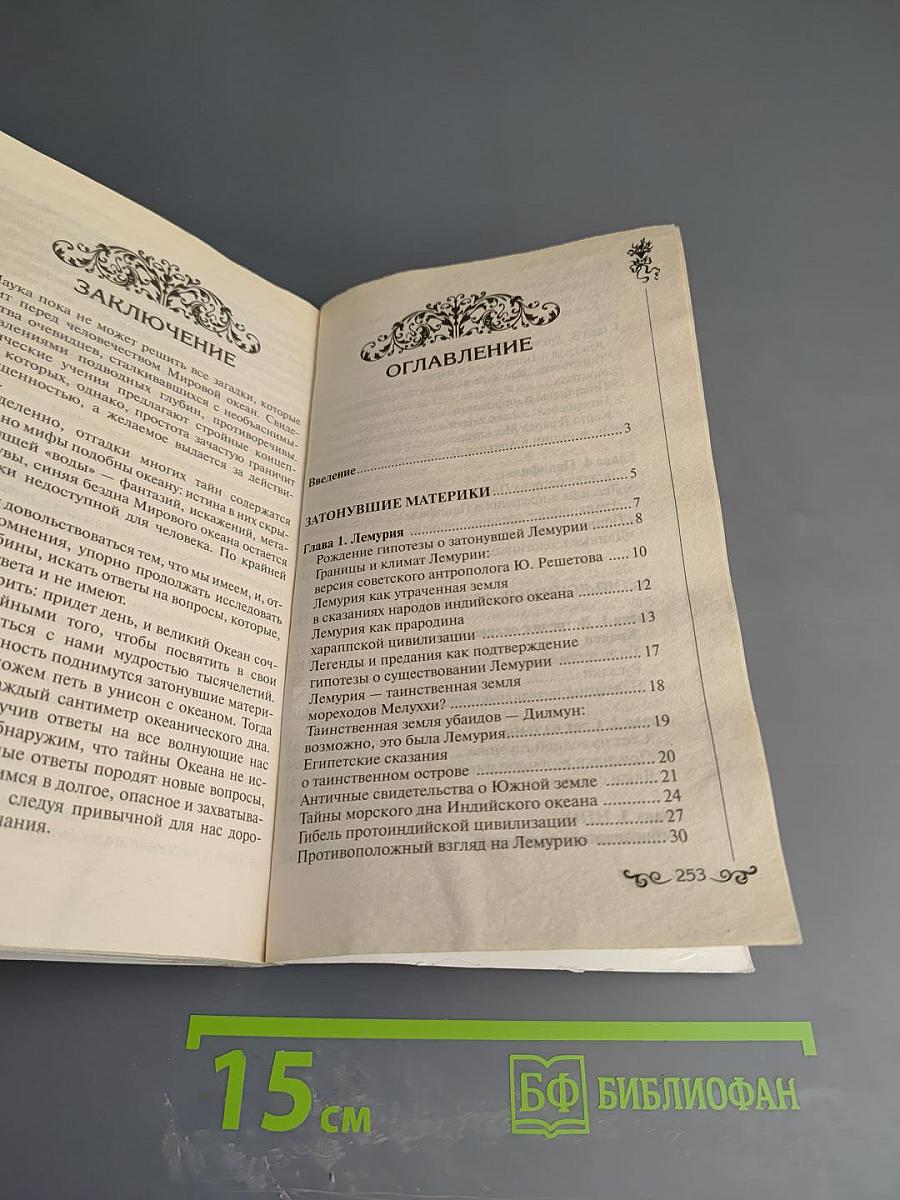 ЗАКЛЮЧЕНИЕ
Наука пока не может решить все загадки, которые
перед человечеством Мировой океан. Свиде-
очевидцев, сталкивавшихся с необъяснимы-
подводных глубин, противоречивы.
учения предлагают стройные концеп-
которых, однако, простота зачастую граничит
а желаемое выдается за действи-
отгадки многих тайн содержатся
мифы подобны океану: истина в них скры-
«воды» — фантазий, искажений, мета-
синяя бездна Мирового океана остается
недоступной для человека. По крайней
довольствоваться тем, что мы имеем, и, от-
упорно продолжать исследовать
искать ответы на вопросы, которые,
и не имеют.
придет день, и великий Океан соч-
того, чтобы посвятить в свои
с нами мудростью тысячелетий.
поднимутся затонувшие матери-
петь в унисон с океаном. Тогда
сантиметр океанического дна.
ответы на все волнующие нас
что тайны Океана не ис-
ответы породят новые вопросы,
в долгое, опасное и захватыва-
следуя привычной для нас доро-
ОГЛАВЛЕНИЕ
Введение..........3
ЗАТОНУВШИЕ МАТЕРИКИ..........5
Глава 1. Лемурия ..........7
Рождение гипотезы о затонувшей Лемурии ..........8
Границы и климат Лемурии:
версия советского антрополога Ю. Решетова .....10
Лемурия как утраченная земля
в сказаниях народов индийского океана ..........12
Лемурия как прародина
хараппской цивилизации ..........13
Легенды и предания как подтверждение
гипотезы о существовании Лемурии ..........17
Лемурия — таинственная земля
мореходов Мелуххи? ..........18
Таинственная земля убаидов — Дилмун:
возможно, это была Лемурия..........19
Египетские сказания
о таинственном острове ..........20
Античные свидетельства о Южной земле ..........21
Тайны морского дна Индийского океана ..........24
Гибель протоиндийской цивилизации ..........27
Противоположный взгляд на Лемурию ..........30
253
15 см
БФ БИБЛИОФАН